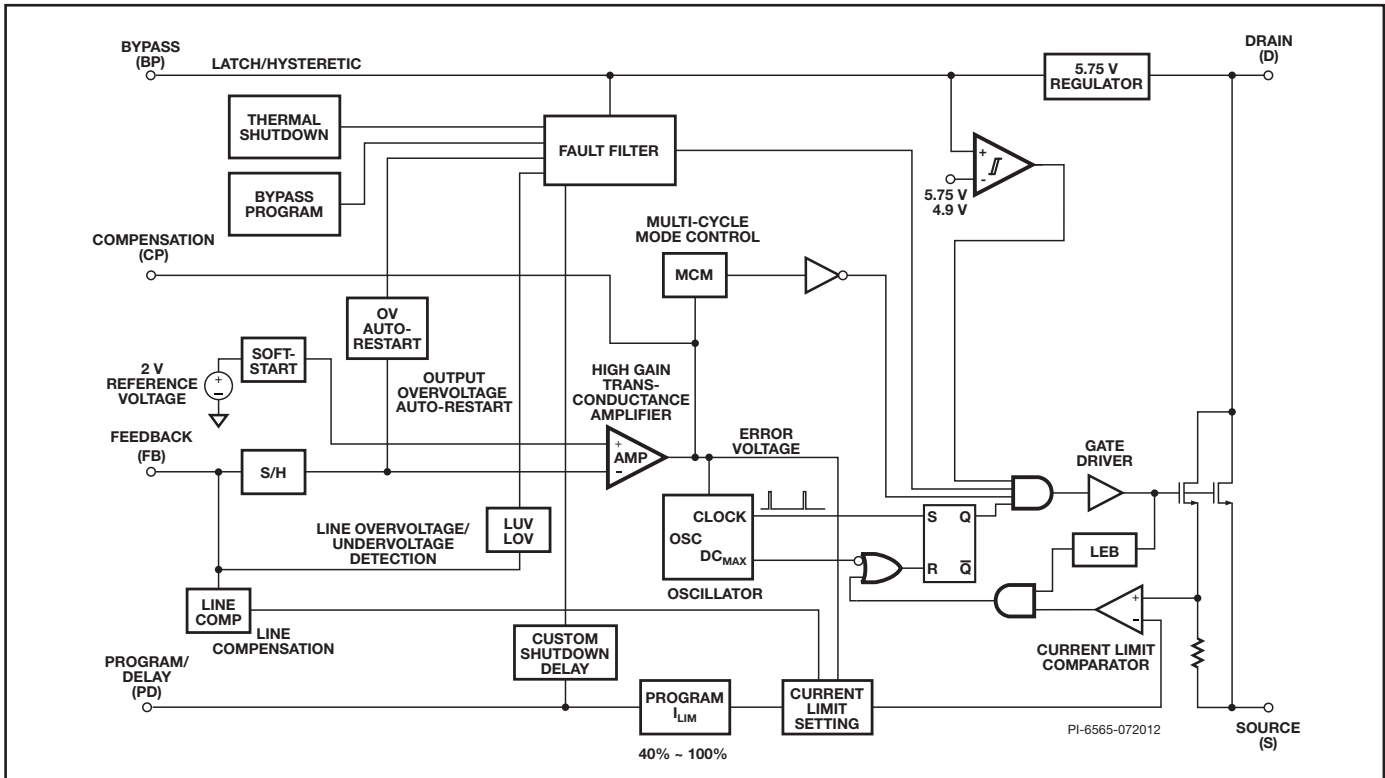 BYPASS
(BP)
LATCH/HYSTERETIC
DRAIN
(D)
5.75 V
REGULATOR
THERMAL
SHUTDOWN
FAULT FILTER
+
-
5.75 V
4.9 V
BYPASS
PROGRAM
COMPENSATION
(CP)
MULTI-CYCLE
MODE CONTROL
MCM
OV
AUTO-
RESTART
SOFT-
START
2 V
REFERENCE
VOLTAGE
+
–
OUTPUT
OVERVOLTAGE
AUTO-RESTART
HIGH GAIN
TRANS-
CONDUCTANCE
AMPLIFIER
FEEDBACK
(FB)
S/H
+
AMP
–
ERROR
VOLTAGE
GATE
DRIVER
LINE OVERVOLTAGE/
UNDERVOLTAGE
DETECTION
LUV
LOV
CLOCK
OSC
DCMAX
OSCILLATOR
S Q
R Q̅
LEB
LINE
COMP
LINE
COMPENSATION
+
–
CURRENT LIMIT
COMPARATOR
PROGRAM/
DELAY
(PD)
CUSTOM
SHUTDOWN
DELAY
PROGRAM
ILIM
40% ~ 100%
CURRENT
LIMIT
SETTING
PI-6565-072012
SOURCE
(S)